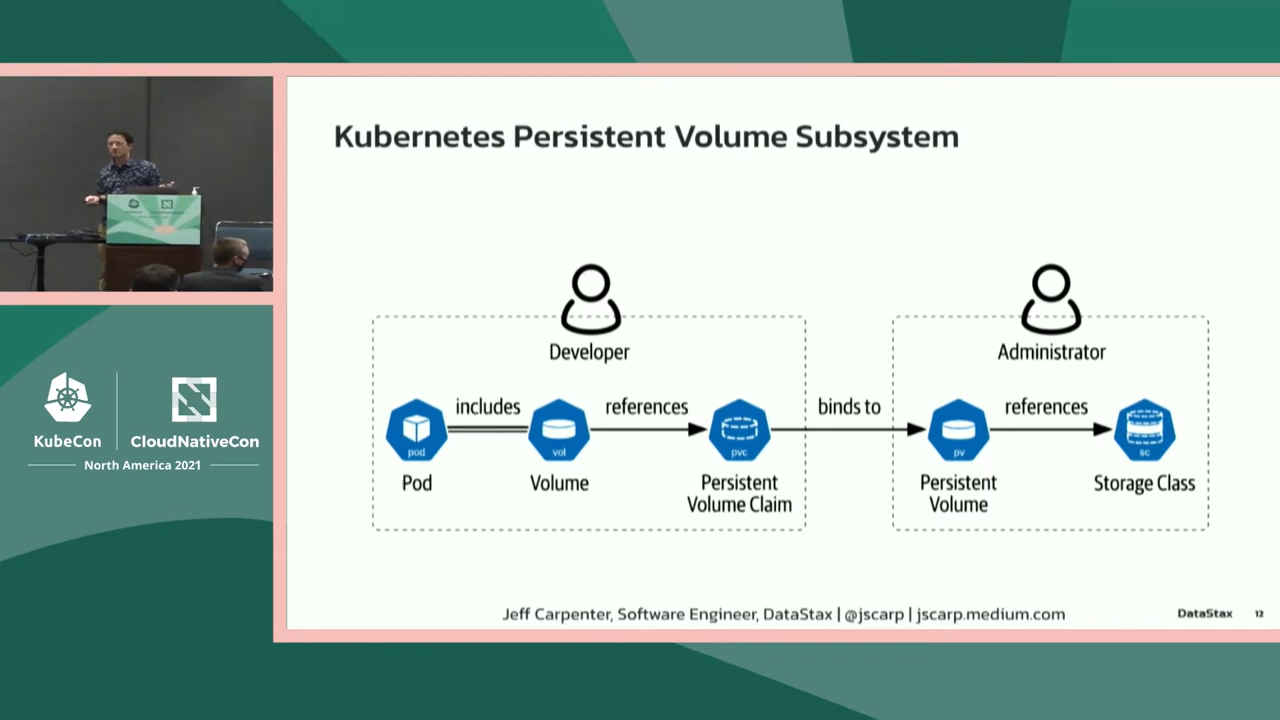 Kubernetes Persistent Volume Subsystem
Developer
Administrator
includes
references
binds to
references
pod
vol
pvc
pv
sc
Pod
Volume
Persistent
Volume Claim
Persistent
Volume
Storage Class
Jeff Carpenter, Software Engineer, DataStax | @jscarp | jscarp.medium.com
DataStax
12
KubeCon
CloudNativeCon
North America 2021